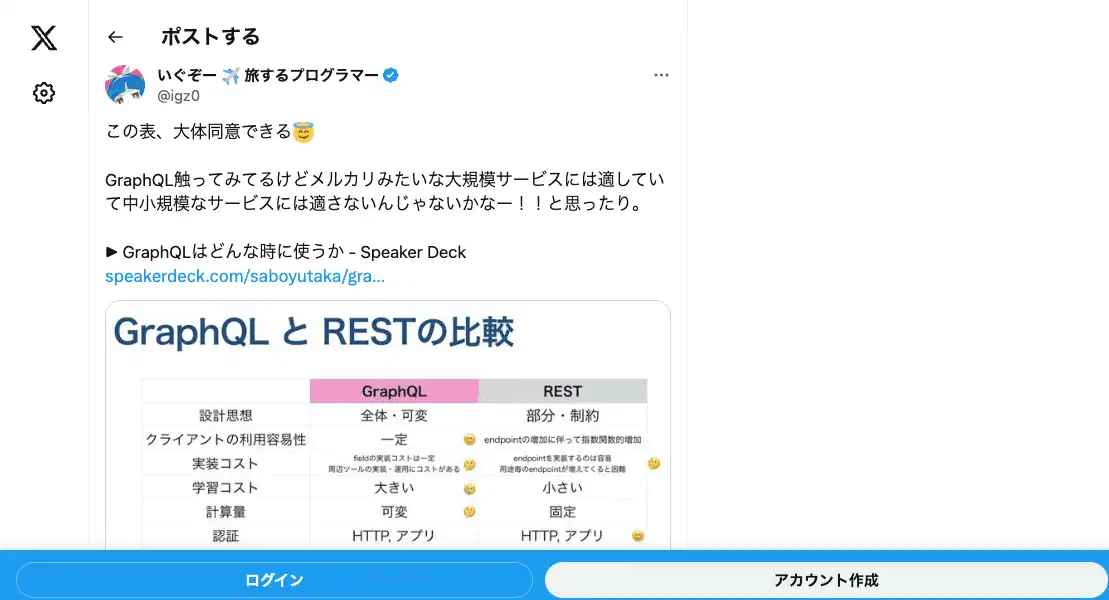 ポストする
いぐぞー ✈️ 旅するプログラマー
@igz0
この表、大体同意できる😇
GraphQL触ってみてるけどメルカリみたいな大規模サービスには適してい
て中小規模なサービスには適さないんじゃないかなー！！と思ったり。
▶ GraphQLはどんな時に使うか - Speaker Deck
speakerdeck.com/saboyutaka/gra...
GraphQL と RESTの比較
GraphQL REST
設計思想 全体・可変 部分・制約
クライアントの利用容易性 一定 😊 endpointの増加に伴って指数関数的増加
実装コスト fieldの実装コストは一定 周辺ツールの実装・運用にコストがある 🤔 endpointを実装するのは容易 用途毎のendpointが増えてくると困難 🤔
学習コスト 大きい 小さい
計算量 可変 🤔 固定
認証 HTTP, アプリ HTTP, アプリ 😊
ログイン アカウント作成